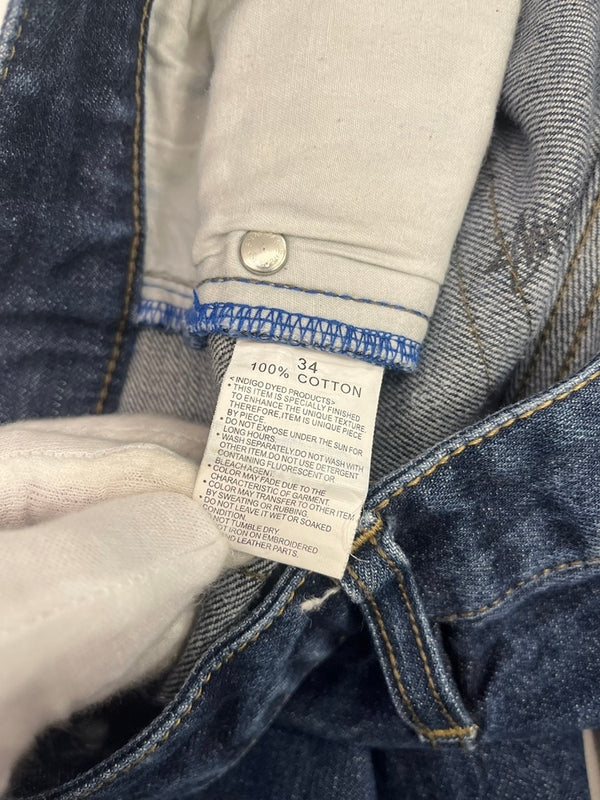 34
100% COTTON
<INDIGO DYED PRODUCTS>
・THIS ITEM IS SPECIALLY FINISHED
TO ENHANCE THE UNIQUE TEXTURE
THEREFORE,ITEM IS UNIQUE PIECE
BY PIECE.
・DO NOT EXPOSE UNDER THE SUN FOR
LONG HOURS.
・WASH SEPARATELY.DO NOT WASH WITH
OTHER ITEM DO NOT USE DETERGENT
CONTAINING FLUORESCENT OR
BLEACH AGENT.
・COLOR MAY FADE DUE TO THE
CHARACTERISTIC OF GARMENT.
・COLOR MAY TRANSFER TO OTHER ITEM
BY SWEATING OR RUBBING.
DO NOT LEAVE IT WET OR SOAKED
CONDITION.
NOT TUMBLE DRY.
NOT IRON ON EMBROIDERED
AND LEATHER PARTS.